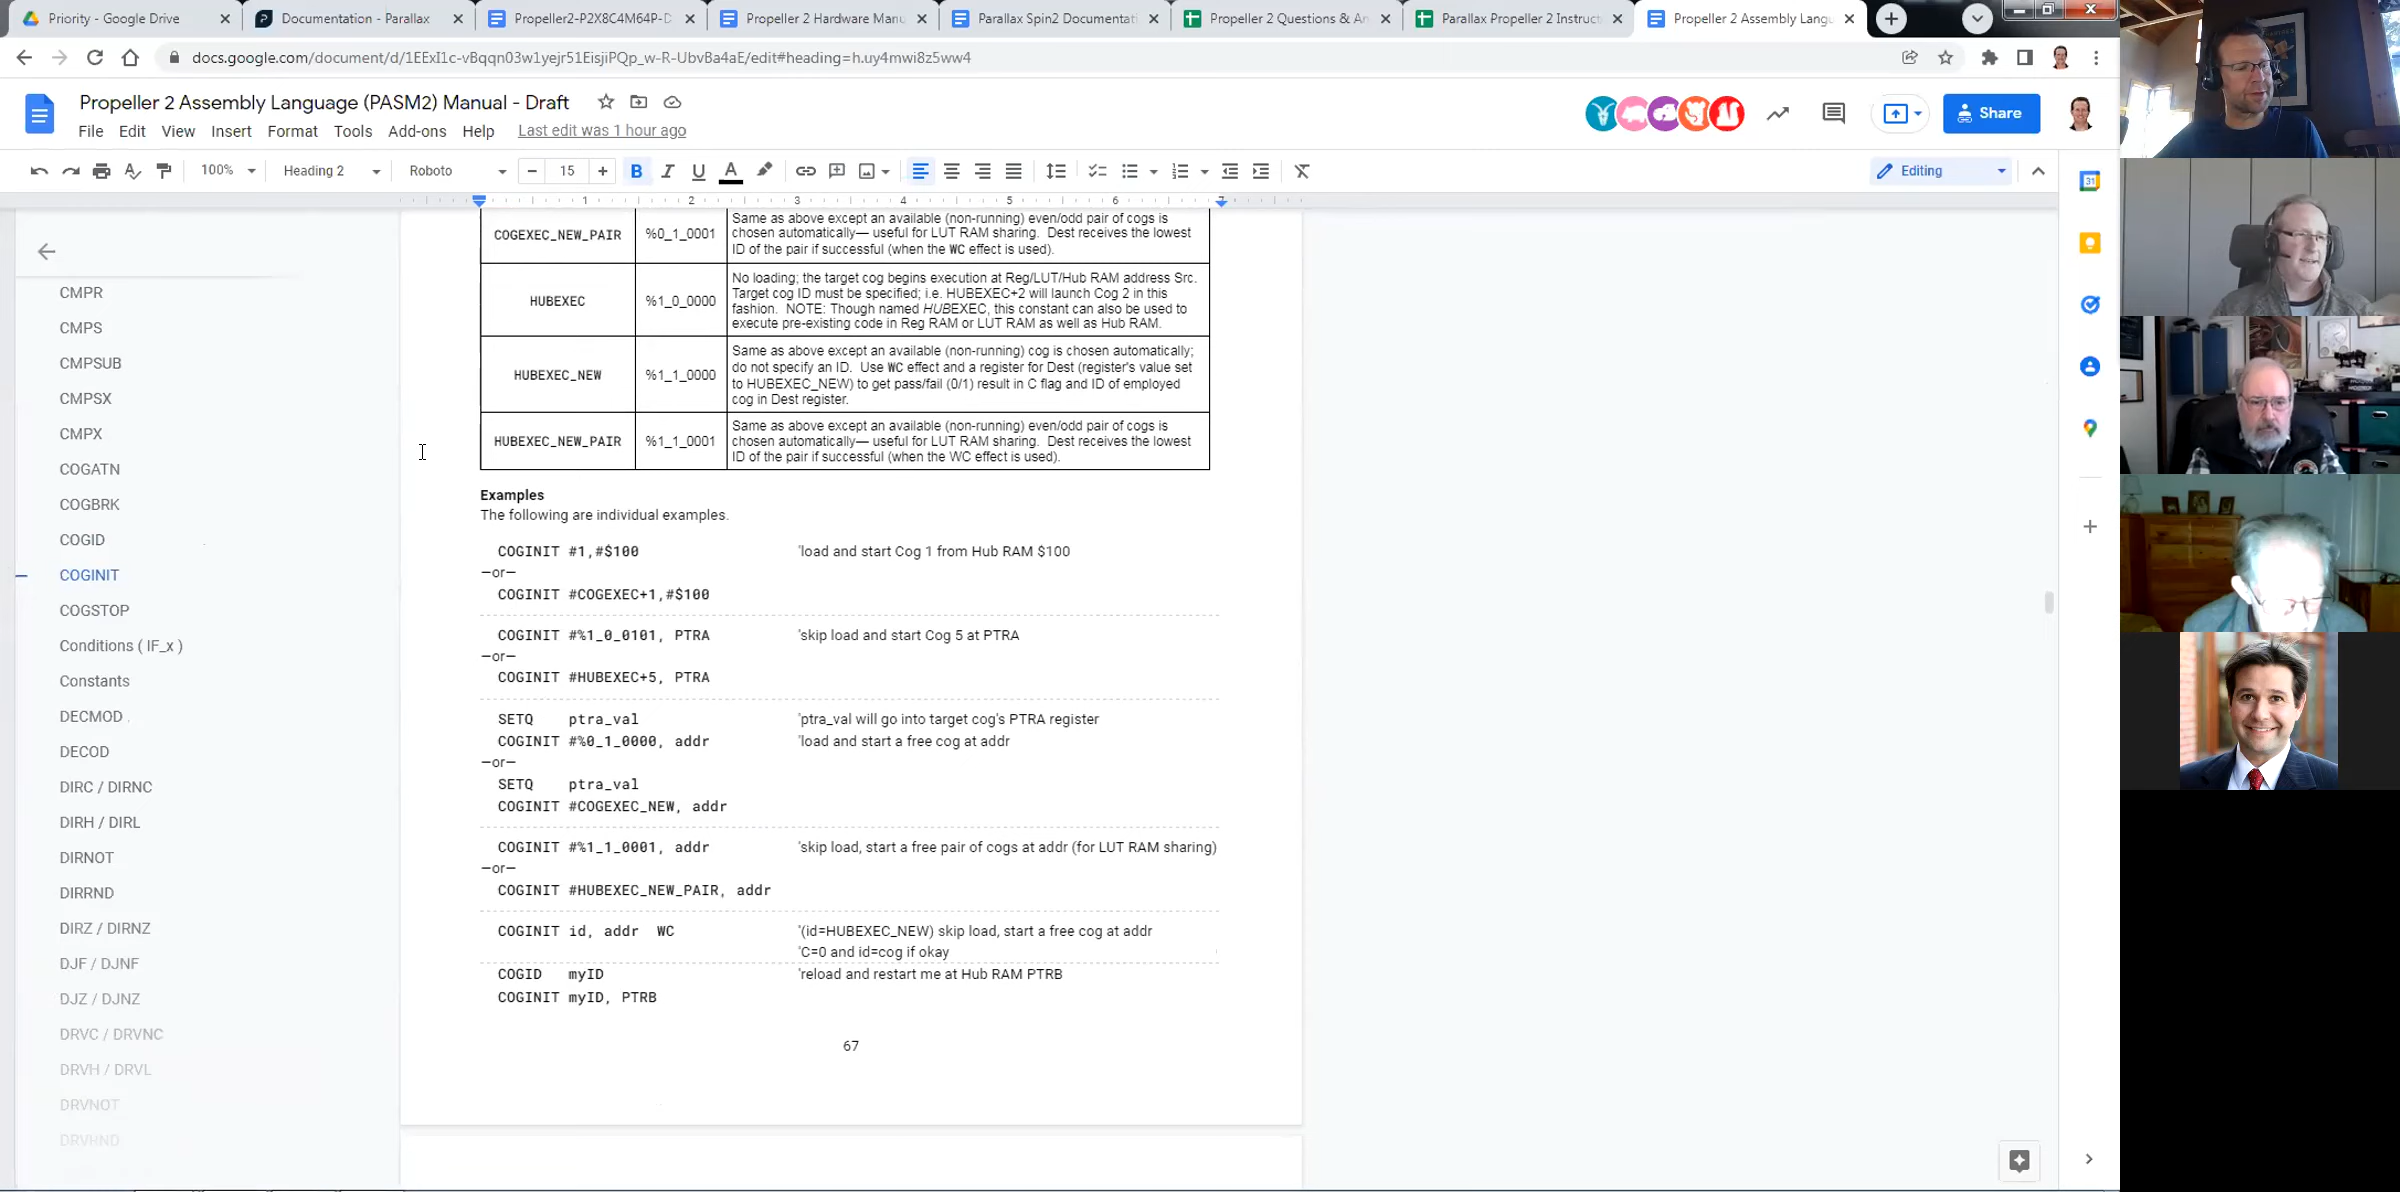 Priority - Google Drive
Documentation - Parallax
Propeller2-P2X8C4M64P-D
Propeller 2 Hardware Manu
Parallax Spin2 Documentati
Propeller 2 Questions & An
Parallax Propeller 2 Instruct
Propeller 2 Assembly Langu
docs.google.com/document/d/1EExI1c-vBqqn03w1yejr51EisjiPQp_w-R-UbvBa4aE/edit#heading=h.uy4mwi8z5ww4
Propeller 2 Assembly Language (PASM2) Manual - Draft
File Edit View Insert Format Tools Add-ons Help Last edit was 1 hour ago
Share
100% Heading 2 Roboto 15 B I U A Editing
1 2 3 4 5 6 7
31
CMPR
CMPS
CMPSUB
CMPSX
CMPX
COGATN
COGBRK
COGID
COGINIT
COGSTOP
Conditions ( IF_x )
Constants
DECMOD
DECOD
DIRC / DIRNC
DIRH / DIRL
DIRNOT
DIRRND
DIRZ / DIRNZ
DJF / DJNF
DJZ / DJNZ
DRVC / DRVNC
DRVH / DRVL
DRVNOT
DRVRND
COGEXEC_NEW_PAIR %0_1_0001
Same as above except an available (non-running) even/odd pair of cogs is
chosen automatically— useful for LUT RAM sharing. Dest receives the lowest
ID of the pair if successful (when the WC effect is used).
HUBEXEC %1_0_0000
No loading; the target cog begins execution at Reg/LUT/Hub RAM address Src.
Target cog ID must be specified; i.e. HUBEXEC+2 will launch Cog 2 in this
fashion. NOTE: Though named HUBEXEC, this constant can also be used to
execute pre-existing code in Reg RAM or LUT RAM as well as Hub RAM.
HUBEXEC_NEW %1_1_0000
Same as above except an available (non-running) cog is chosen automatically;
do not specify an ID. Use WC effect and a register for Dest (register's value set
to HUBEXEC_NEW) to get pass/fail (0/1) result in C flag and ID of employed
cog in Dest register.
HUBEXEC_NEW_PAIR %1_1_0001
Same as above except an available (non-running) even/odd pair of cogs is
chosen automatically— useful for LUT RAM sharing. Dest receives the lowest
ID of the pair if successful (when the WC effect is used).
Examples
The following are individual examples.
COGINIT #1,#$100 'load and start Cog 1 from Hub RAM $100
—or—
COGINIT #COGEXEC+1,#$100
COGINIT #%1_0_0101, PTRA 'skip load and start Cog 5 at PTRA
—or—
COGINIT #HUBEXEC+5, PTRA
SETQ ptra_val 'ptra_val will go into target cog's PTRA register
COGINIT #%0_1_0000, addr 'load and start a free cog at addr
—or—
SETQ ptra_val
COGINIT #COGEXEC_NEW, addr
COGINIT #%1_1_0001, addr 'skip load, start a free pair of cogs at addr (for LUT RAM sharing)
—or—
COGINIT #HUBEXEC_NEW_PAIR, addr
COGINIT id, addr WC '(id=HUBEXEC_NEW) skip load, start a free cog at addr
'C=0 and id=cog if okay
COGID myID 'reload and restart me at Hub RAM PTRB
COGINIT myID, PTRB
67